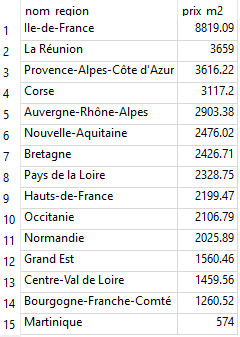 nom_region prix_m2
1 Ile-de-France 8819.09
2 La Réunion 3659
3 Provence-Alpes-Côte d'Azur 3616.22
4 Corse 3117.2
5 Auvergne-Rhône-Alpes 2903.38
6 Nouvelle-Aquitaine 2476.02
7 Bretagne 2426.71
8 Pays de la Loire 2328.75
9 Hauts-de-France 2199.47
10 Occitanie 2106.79
11 Normandie 2025.89
12 Grand Est 1560.46
13 Centre-Val de Loire 1459.56
14 Bourgogne-Franche-Comté 1260.52
15 Martinique 574